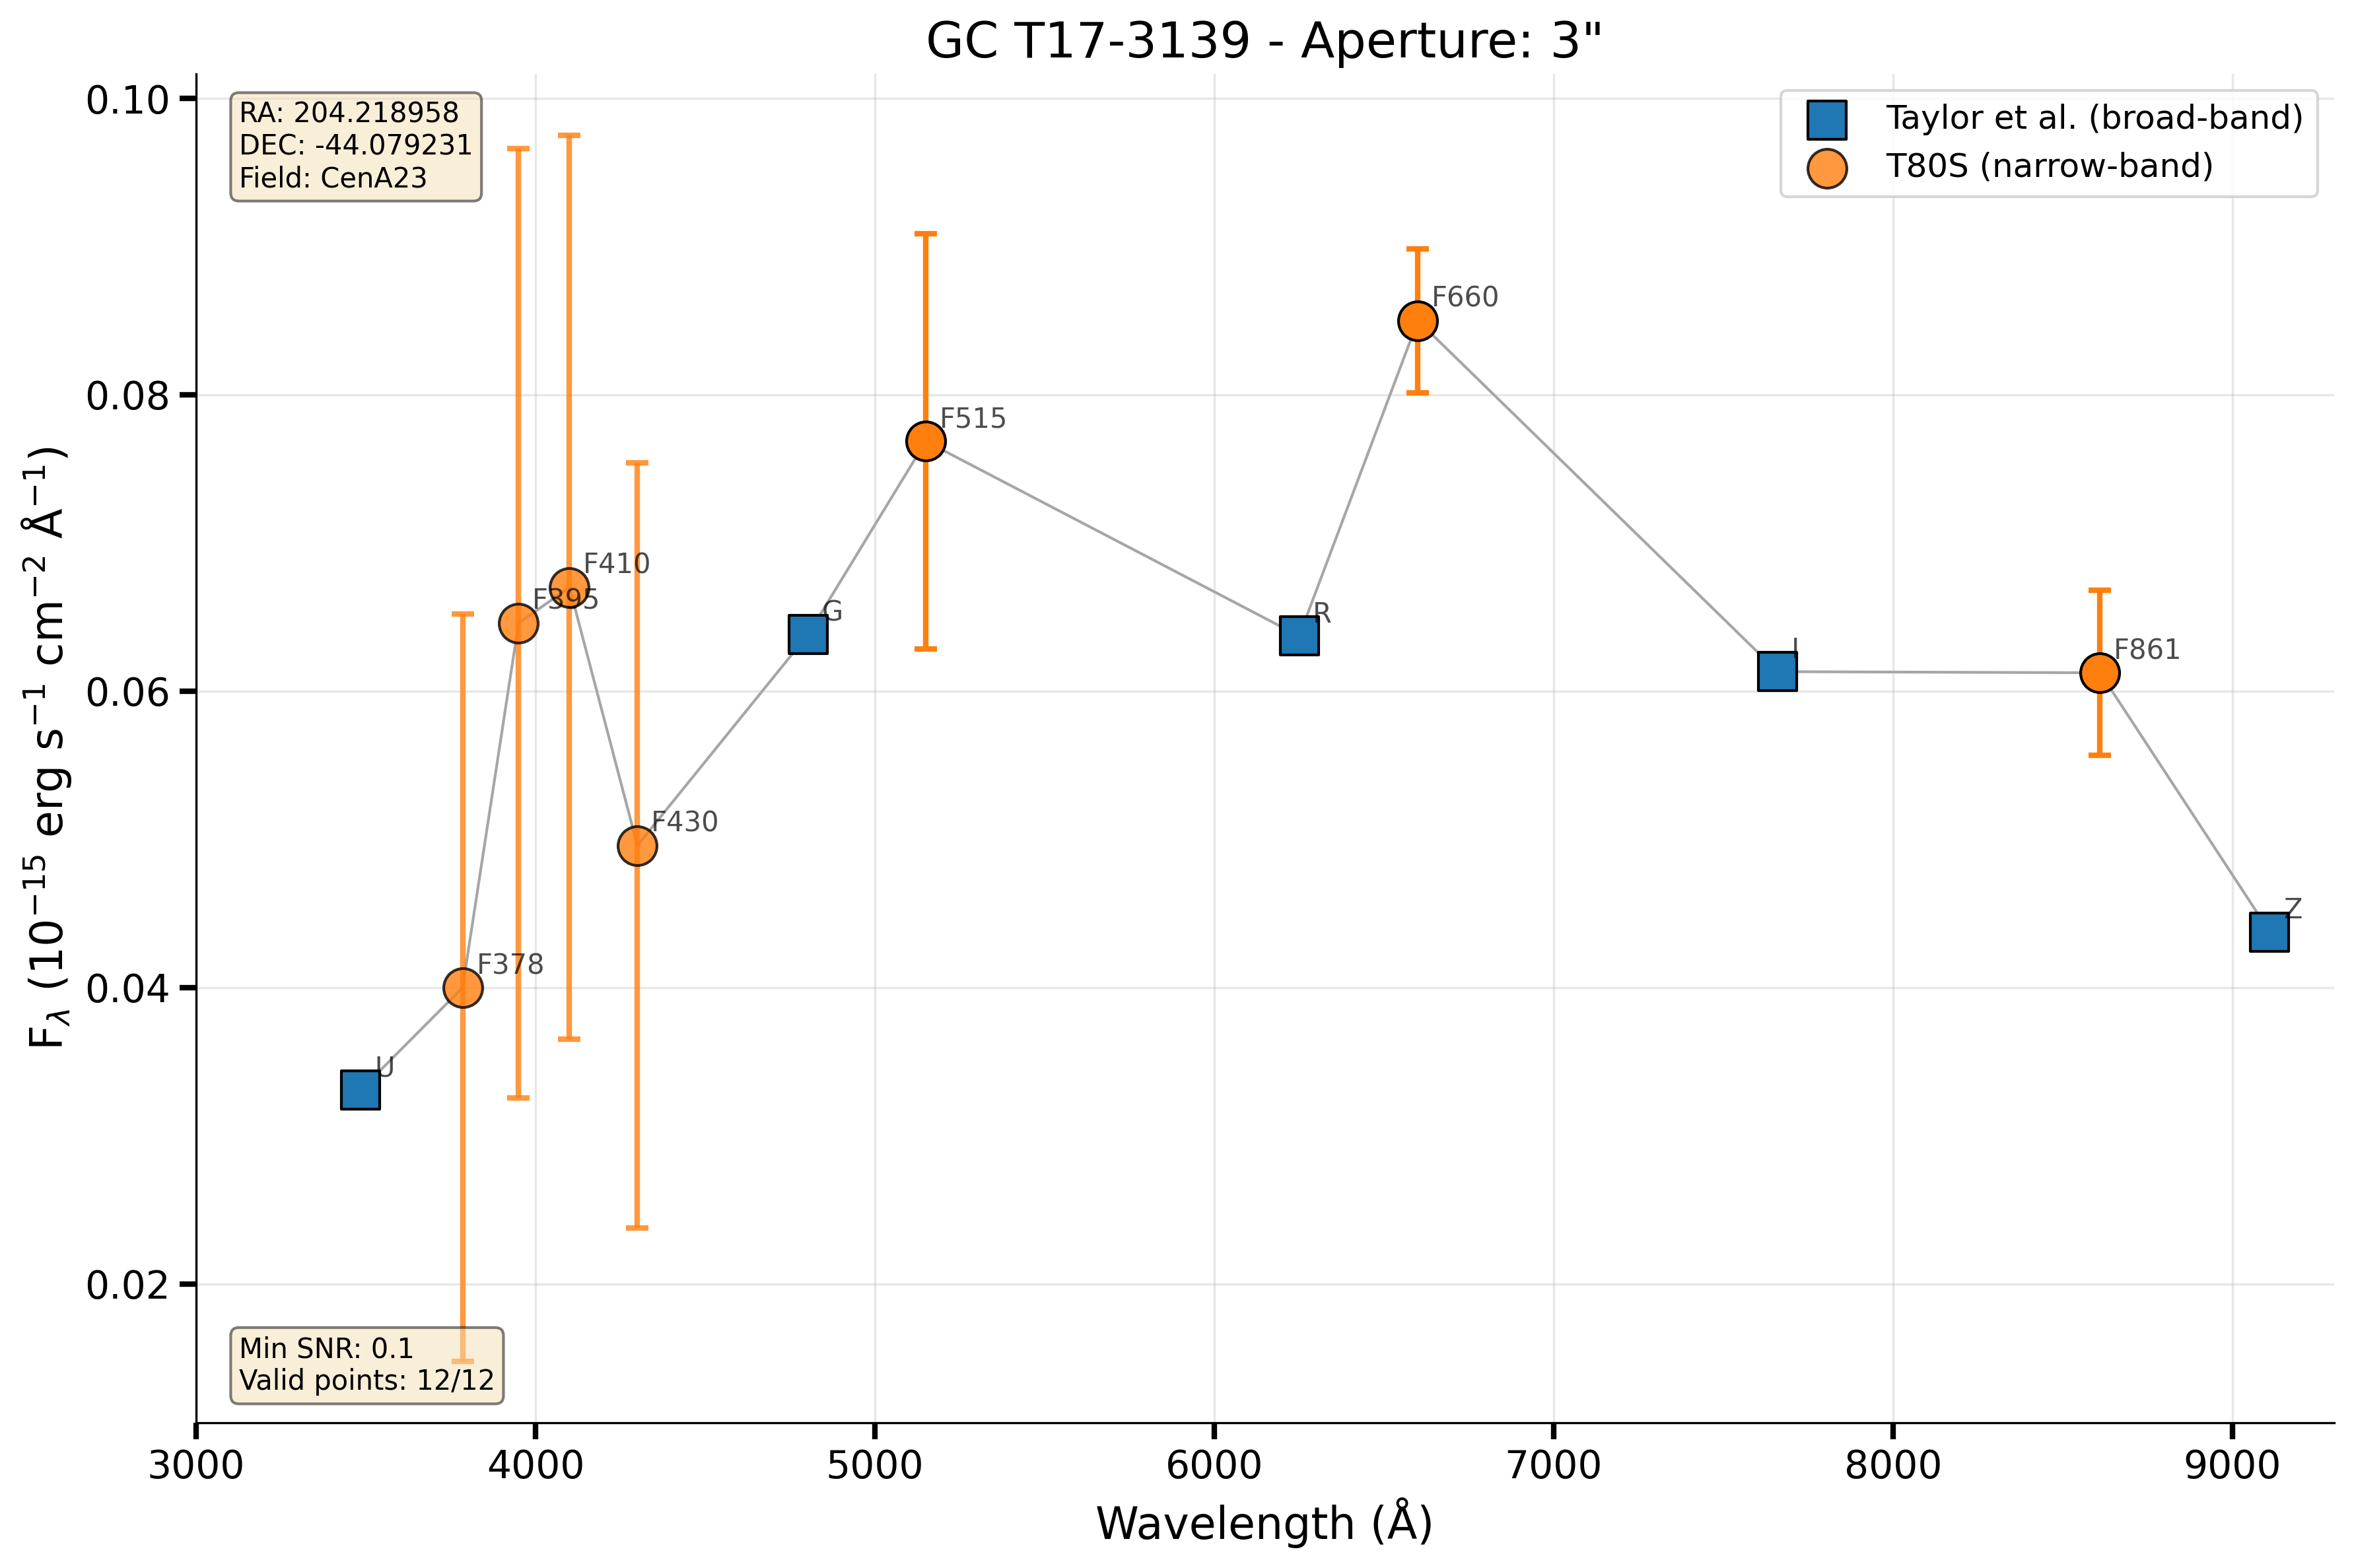 GC T17-3139 - Aperture: 3"
RA: 204.218958
DEC: -44.079231
Field: CenA23
Taylor et al. (broad-band)
T80S (narrow-band)
0.10
0.08
0.06
0.04
0.02
F$_{λ}$ (10$^{−15}$ erg s$^{−1}$ cm$^{−2}$ Å$^{−1}$)
U
F378
F395
F410
F430
G
F515
R
F660
I
F861
Z
Min SNR: 0.1
Valid points: 12/12
3000 4000 5000 6000 7000 8000 9000
Wavelength (Å)